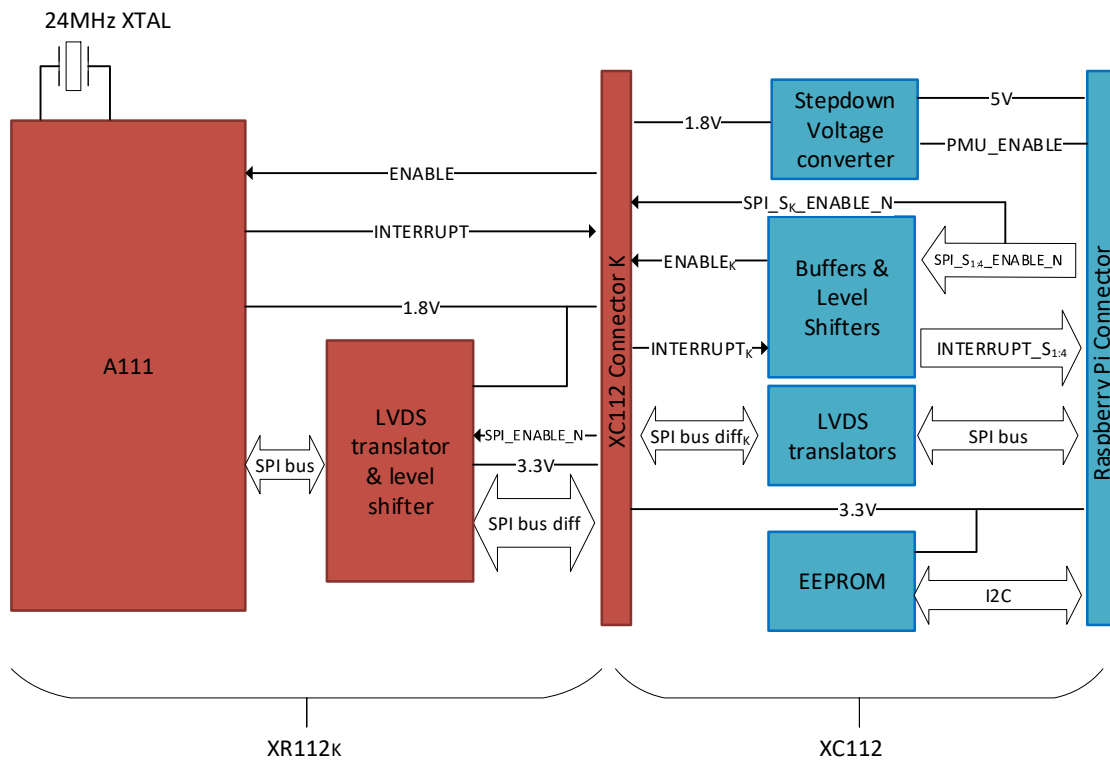 24MHz XTAL
A111
ENABLE
INTERRUPT
1.8V
LVDS
translator
& level
shifter
SPI bus
SPI_ENABLE_N
3.3V
SPI bus diff
XC112 Connector K
1.8V
Stepdown
Voltage
converter
5V
PMU_ENABLE
SPI_SK_ENABLE_N
ENABLEK
INTERRUPTK
Buffers &
Level
Shifters
SPI_S1:4_ENABLE_N
INTERRUPT_S1:4
SPI bus diffK
LVDS
translators
SPI bus
3.3V
EEPROM
I2C
Raspberry Pi Connector
XR112K
XC112